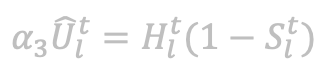 α₃Û_l^t = H_l^t(1 − S_l^t)